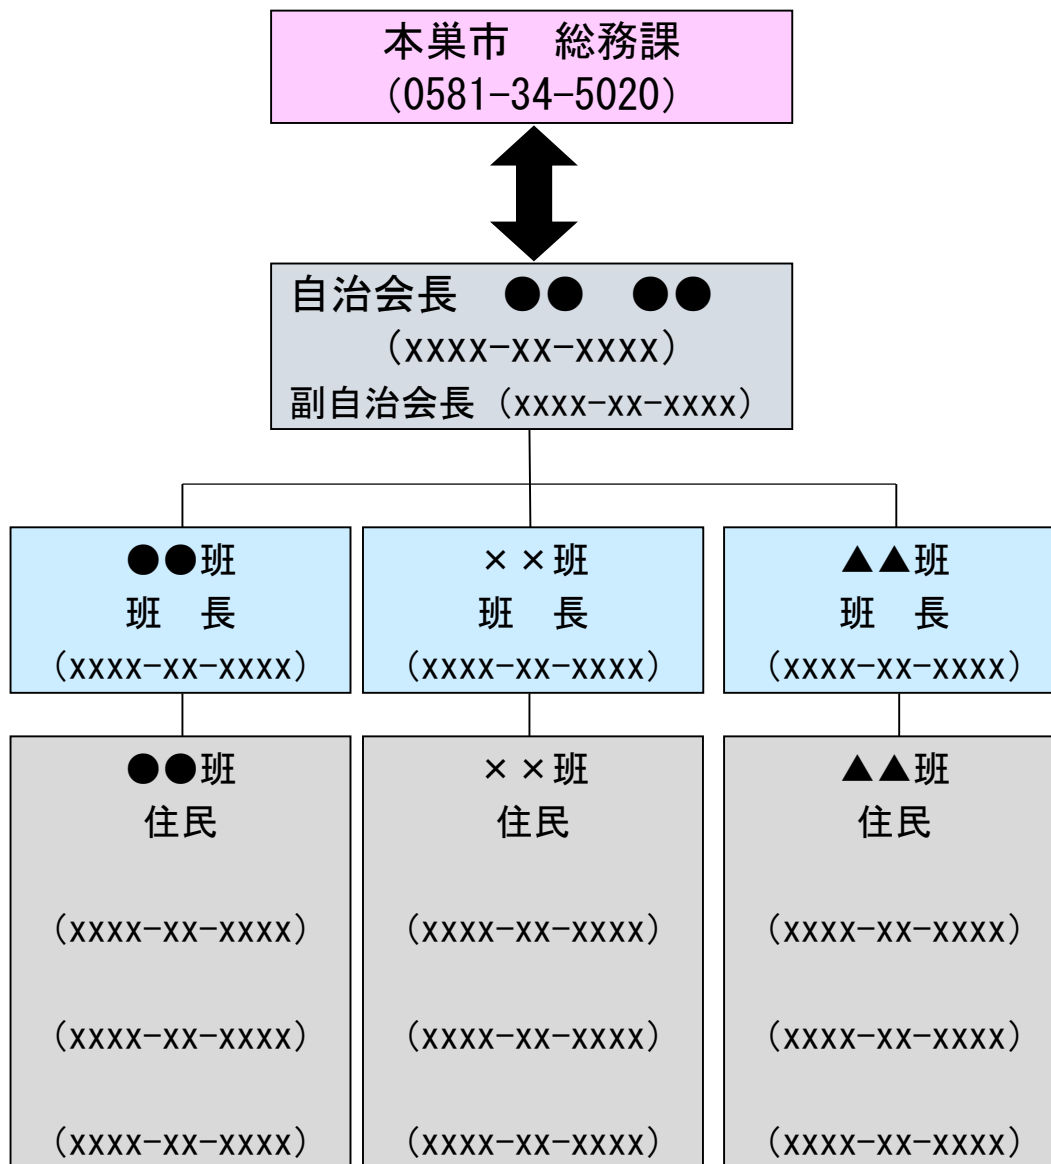 本巣市　総務課
（0581-34-5020）
自治会長　●●　●●
（xxxx-xx-xxxx）
副自治会長（xxxx-xx-xxxx）
●●班
班　長
（xxxx-xx-xxxx）
××班
班　長
（xxxx-xx-xxxx）
▲▲班
班　長
（xxxx-xx-xxxx）
●●班
住民
（xxxx-xx-xxxx）
（xxxx-xx-xxxx）
（xxxx-xx-xxxx）
××班
住民
（xxxx-xx-xxxx）
（xxxx-xx-xxxx）
（xxxx-xx-xxxx）
▲▲班
住民
（xxxx-xx-xxxx）
（xxxx-xx-xxxx）
（xxxx-xx-xxxx）